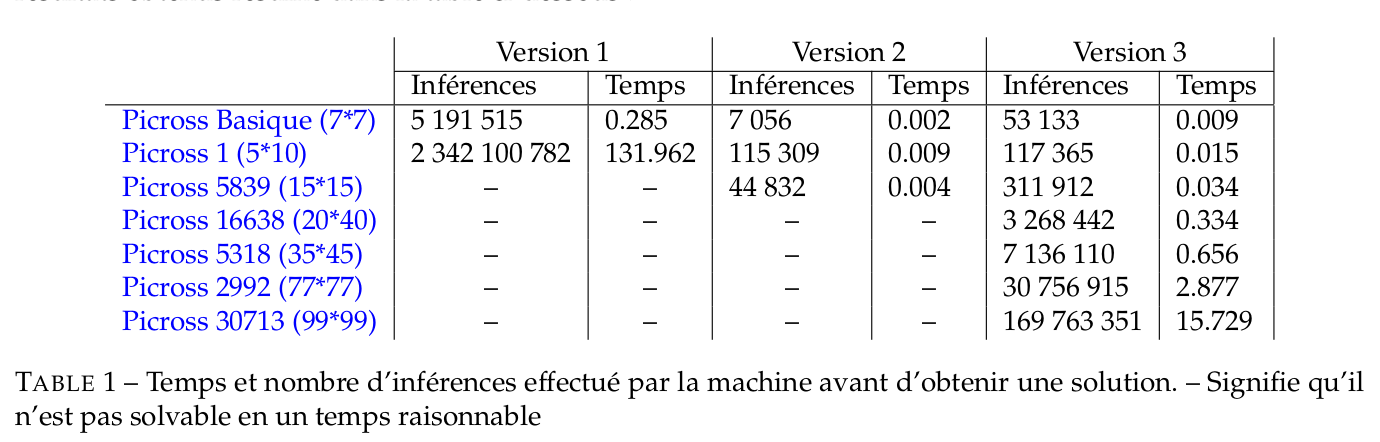 Version 1 Version 2 Version 3
Inférences Temps Inférences Temps Inférences Temps
Picross Basique (7*7) 5 191 515 0.285 7 056 0.002 53 133 0.009
Picross 1 (5*10) 2 342 100 782 131.962 115 309 0.009 117 365 0.015
Picross 5839 (15*15) – – 44 832 0.004 311 912 0.034
Picross 16638 (20*40) – – – – 3 268 442 0.334
Picross 5318 (35*45) – – – – 7 136 110 0.656
Picross 2992 (77*77) – – – – 30 756 915 2.877
Picross 30713 (99*99) – – – – 169 763 351 15.729
TABLE 1 – Temps et nombre d'inférences effectué par la machine avant d'obtenir une solution. – Signifie qu'il
n'est pas solvable en un temps raisonnable